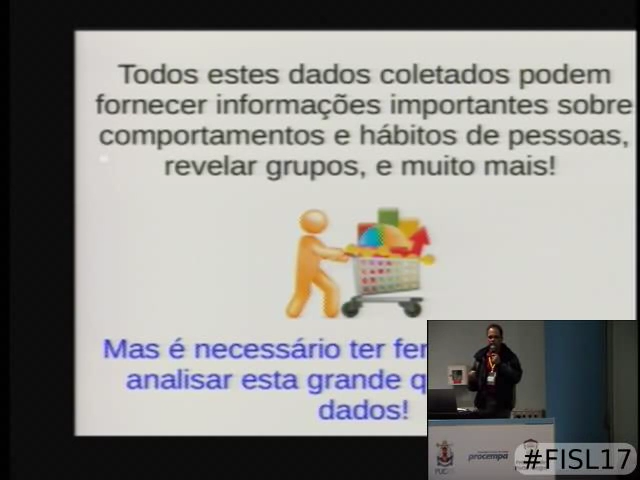 Todos estes dados coletados podem
fornecer informações importantes sobre
comportamentos e hábitos de pessoas,
revelar grupos, e muito mais!
Mas é necessário ter
analisar esta grande
dados!
procempa
#FISL17